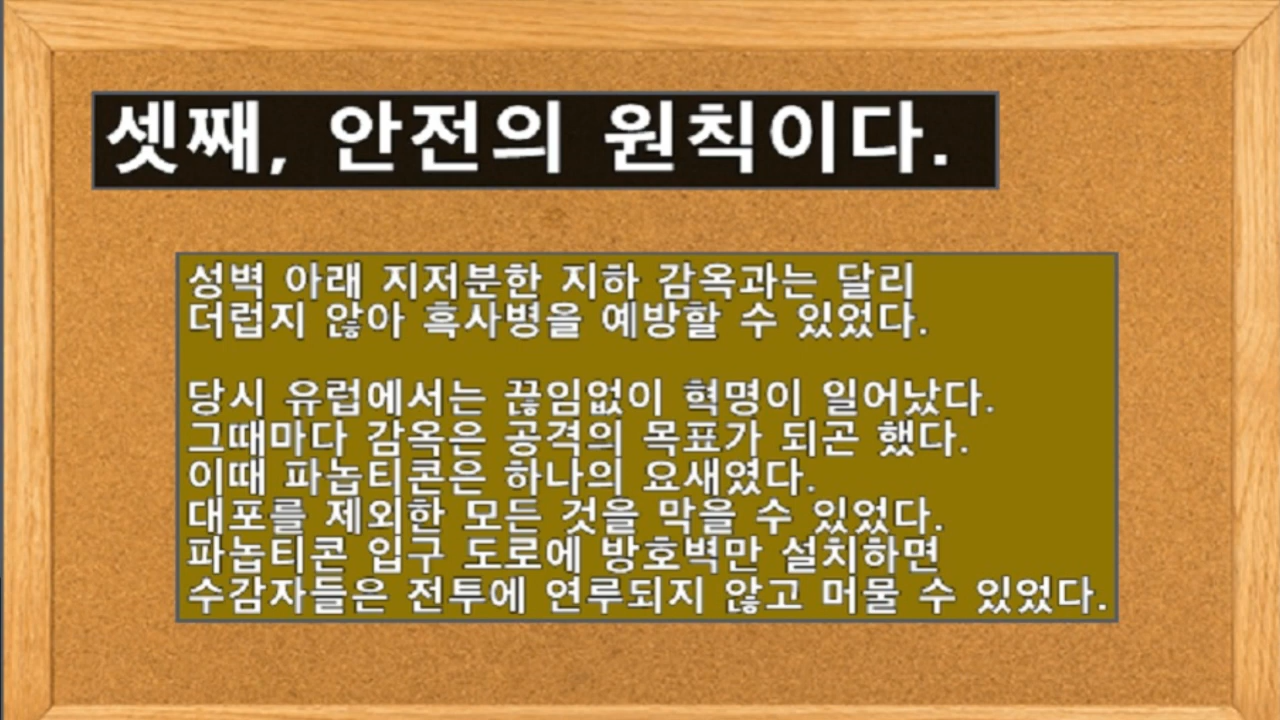 셋째, 안전의 원칙이다.
성벽 아래 지저분한 지하 감옥과는 달리
더럽지 않아 흑사병을 예방할 수 있었다.
당시 유럽에서는 끊임없이 혁명이 일어났다.
그때마다 감옥은 공격의 목표가 되곤 했다.
이때 파놉티콘은 하나의 요새였다.
대포를 제외한 모든 것을 막을 수 있었다.
파놉티콘 입구 도로에 방호벽만 설치하면
수감자들은 전투에 연루되지 않고 머물 수 있었다.